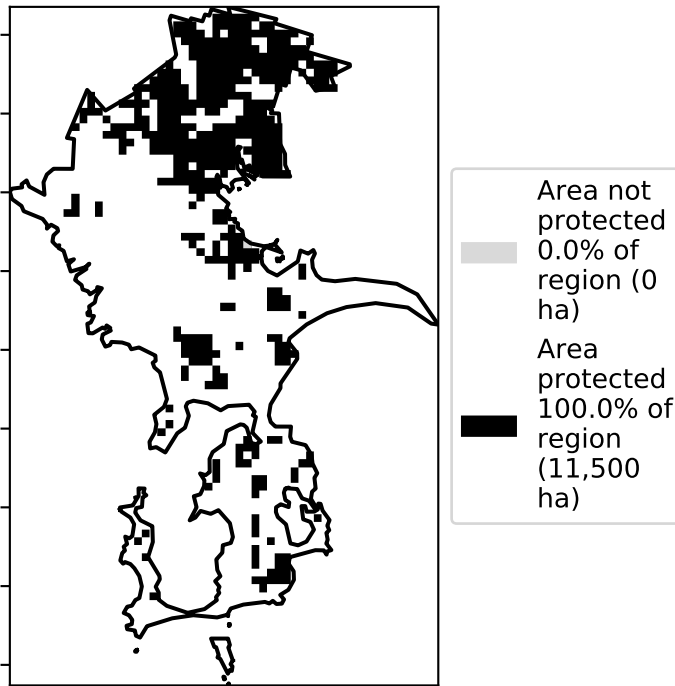 Area not
protected
0.0% of
region (0
ha)
Area
protected
100.0% of
region
(11,500
ha)